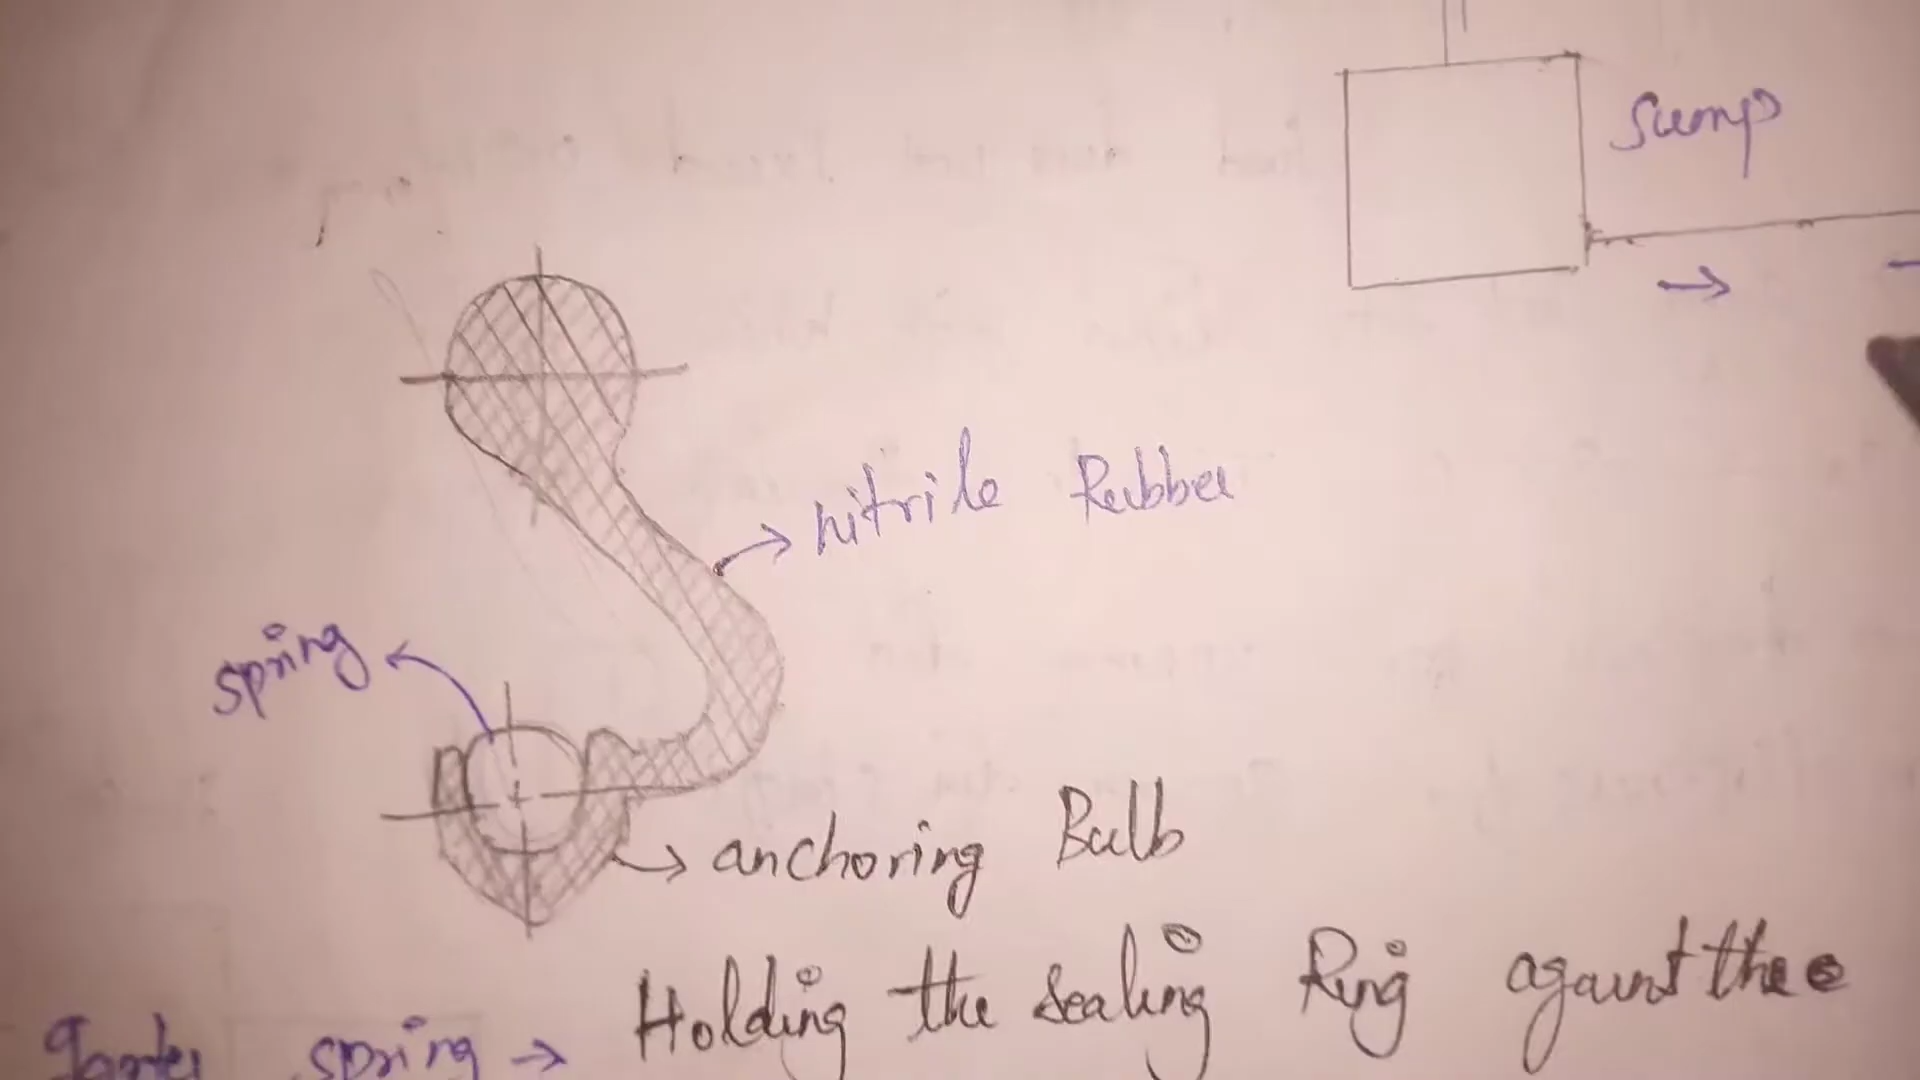 Sump
nitrile Rubber
spring
anchoring Bulb
Holding the sealing Ring against the
spring